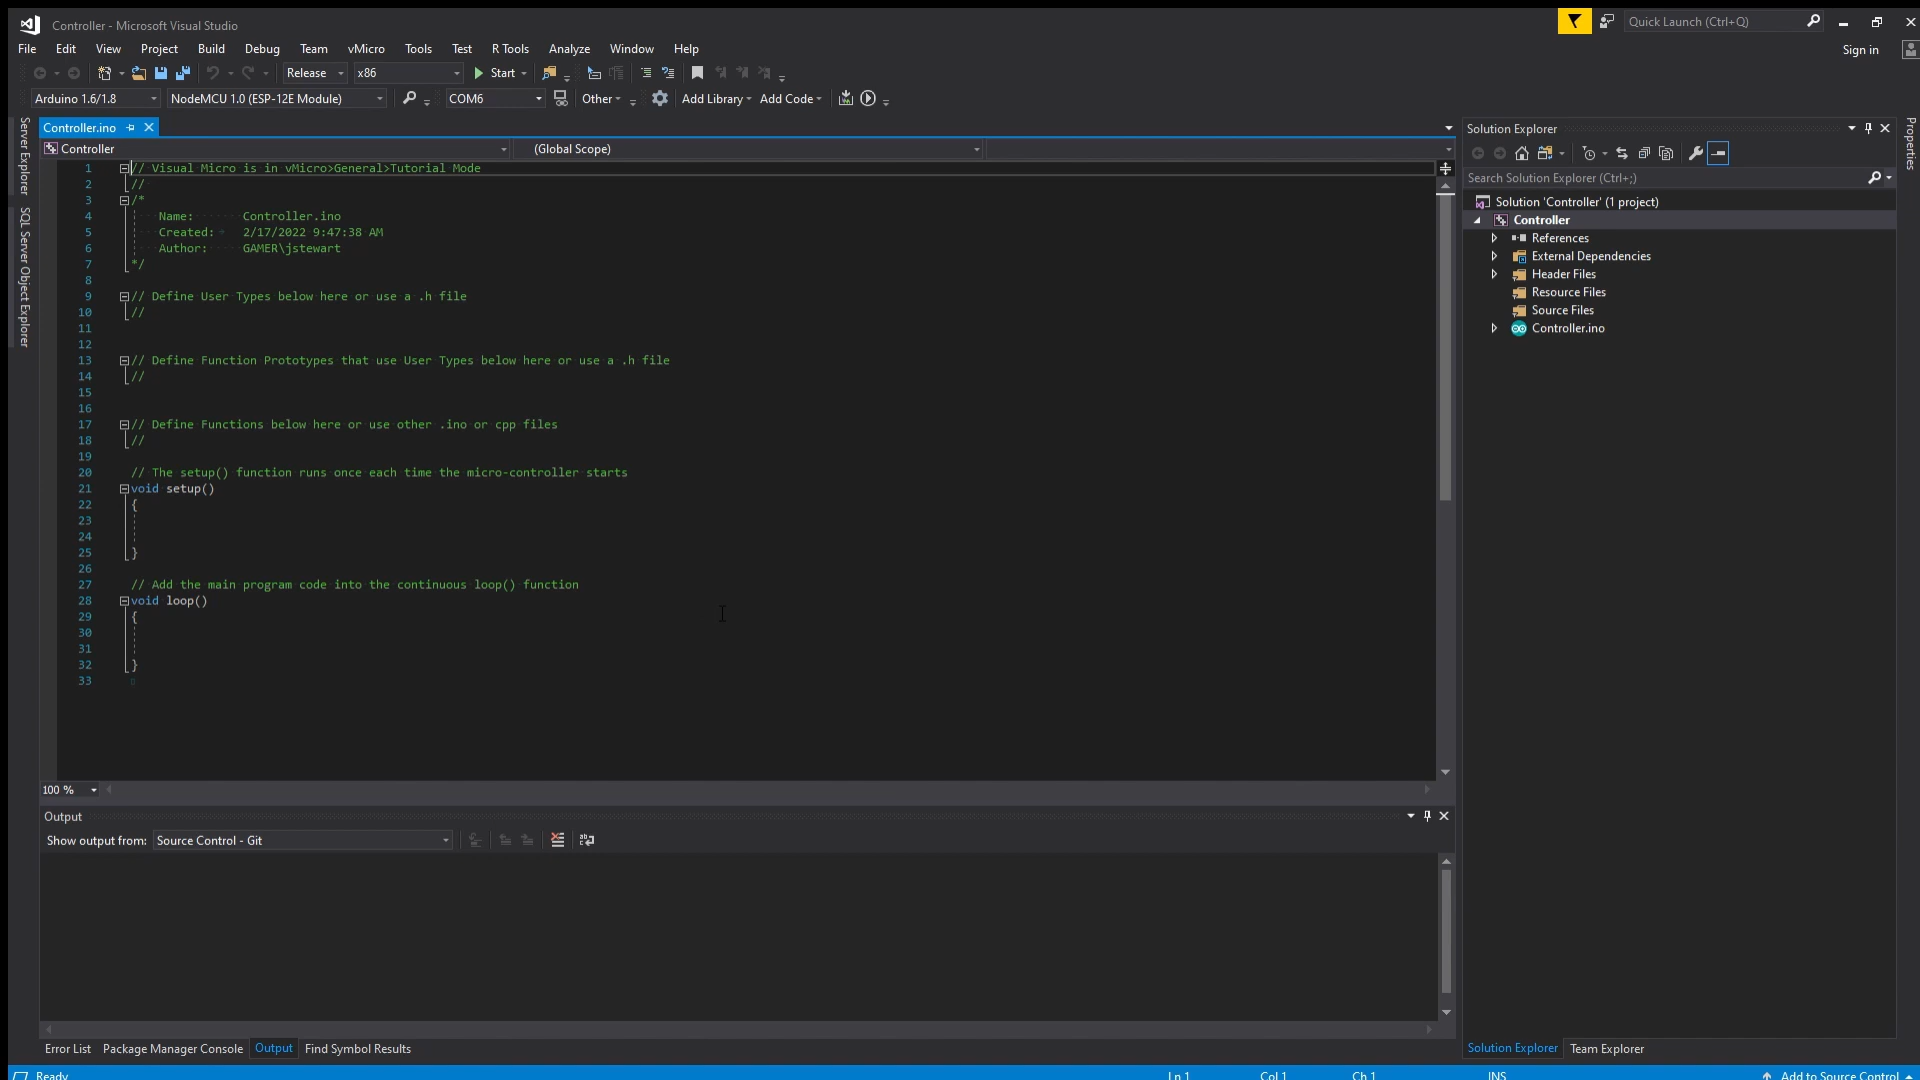 Controller - Microsoft Visual Studio
Quick Launch (Ctrl+Q)
File Edit View Project Build Debug Team vMicro Tools Test R Tools Analyze Window Help
Sign in
Release x86 Start
Arduino 1.6/1.8 NodeMCU 1.0 (ESP-12E Module) COM6 Other Add Library Add Code
Server Explorer
SQL Server Object Explorer
Controller.ino
Controller (Global Scope)
1 // Visual Micro is in vMicro>General>Tutorial Mode
2 //
3 /*
4 Name: Controller.ino
5 Created: 2/17/2022 9:47:38 AM
6 Author: GAMER\jstewart
7 */
8
9 // Define User Types below here or use a .h file
10 //
11
12
13 // Define Function Prototypes that use User Types below here or use a .h file
14 //
15
16
17 // Define Functions below here or use other .ino or cpp files
18 //
19
20 // The setup() function runs once each time the micro-controller starts
21 void setup()
22 {
23
24
25 }
26
27 // Add the main program code into the continuous loop() function
28 void loop()
29 {
30
31
32 }
33
100 %
Output
Show output from: Source Control - Git
Error List Package Manager Console Output Find Symbol Results
Solution Explorer
Search Solution Explorer (Ctrl+;)
Solution 'Controller' (1 project)
Controller
References
External Dependencies
Header Files
Resource Files
Source Files
Controller.ino
Solution Explorer Team Explorer
Properties
Ready Ln 1 Col 1 Ch 1 INS Add to Source Control